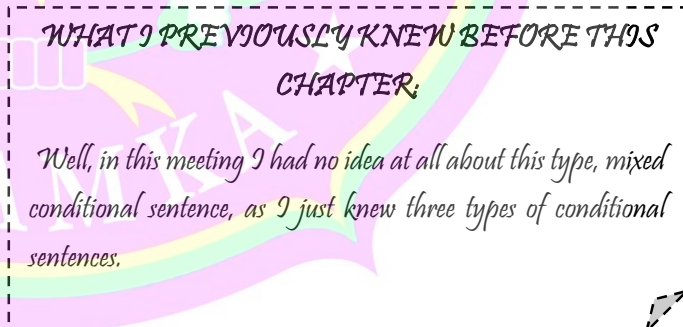 WHAT I PREVIOUSLY KNEW BEFORE THIS
CHAPTER:
Well, in this meeting I had no idea at all about this type, mixed
conditional sentence, as I just knew three types of conditional
sentences.
AMKA